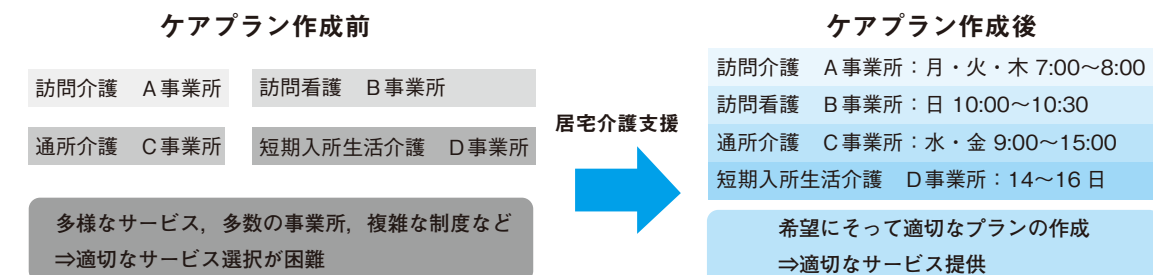 ケアプラン作成前
訪問介護　A事業所
訪問看護　B事業所
通所介護　C事業所
短期入所生活介護　D事業所
多様なサービス，多数の事業所，複雑な制度など
⇒適切なサービス選択が困難
居宅介護支援
ケアプラン作成後
訪問介護　A事業所：月・火・木 7:00〜8:00
訪問看護　B事業所：日 10:00〜10:30
通所介護　C事業所：水・金 9:00〜15:00
短期入所生活介護　D事業所：14〜16日
希望にそって適切なプランの作成
⇒適切なサービス提供